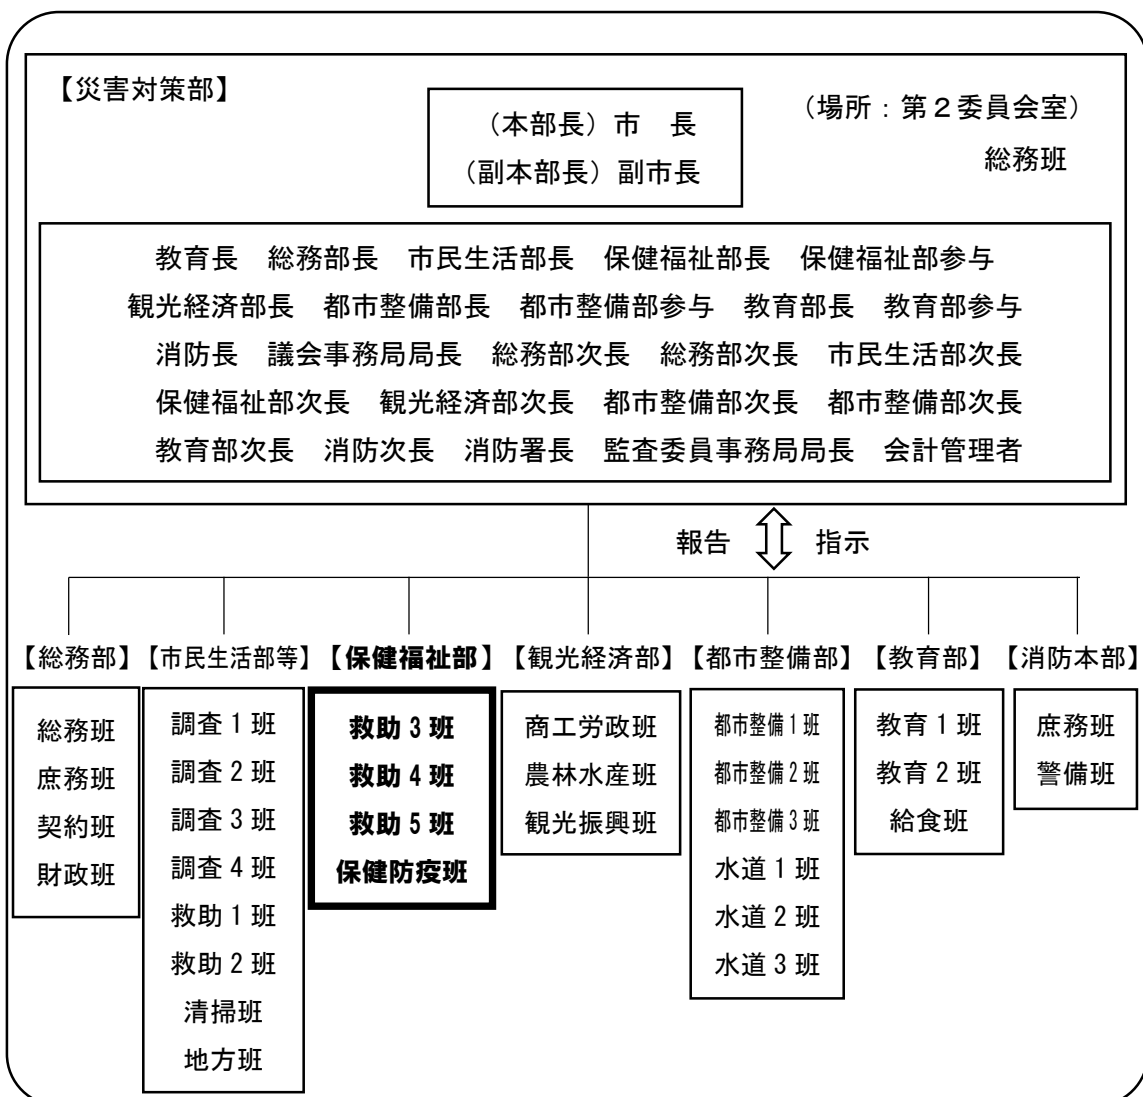 【災害対策部】
(本部長)市　長
(副本部長)副市長
(場所:第2委員会室)
総務班
教育長　総務部長　市民生活部長　保健福祉部長　保健福祉部参与
観光経済部長　都市整備部長　都市整備部参与　教育部長　教育部参与
消防長　議会事務局局長　総務部次長　総務部次長　市民生活部次長
保健福祉部次長　観光経済部次長　都市整備部次長　都市整備部次長
教育部次長　消防次長　消防署長　監査委員事務局局長　会計管理者
報告　指示
【総務部】
総務班
庶務班
契約班
財政班
【市民生活部等】
調査1班
調査2班
調査3班
調査4班
救助1班
救助2班
清掃班
地方班
【保健福祉部】
救助3班
救助4班
救助5班
保健防疫班
【観光経済部】
商工労政班
農林水産班
観光振興班
【都市整備部】
都市整備1班
都市整備2班
都市整備3班
水道1班
水道2班
水道3班
【教育部】
教育1班
教育2班
給食班
【消防本部】
庶務班
警備班